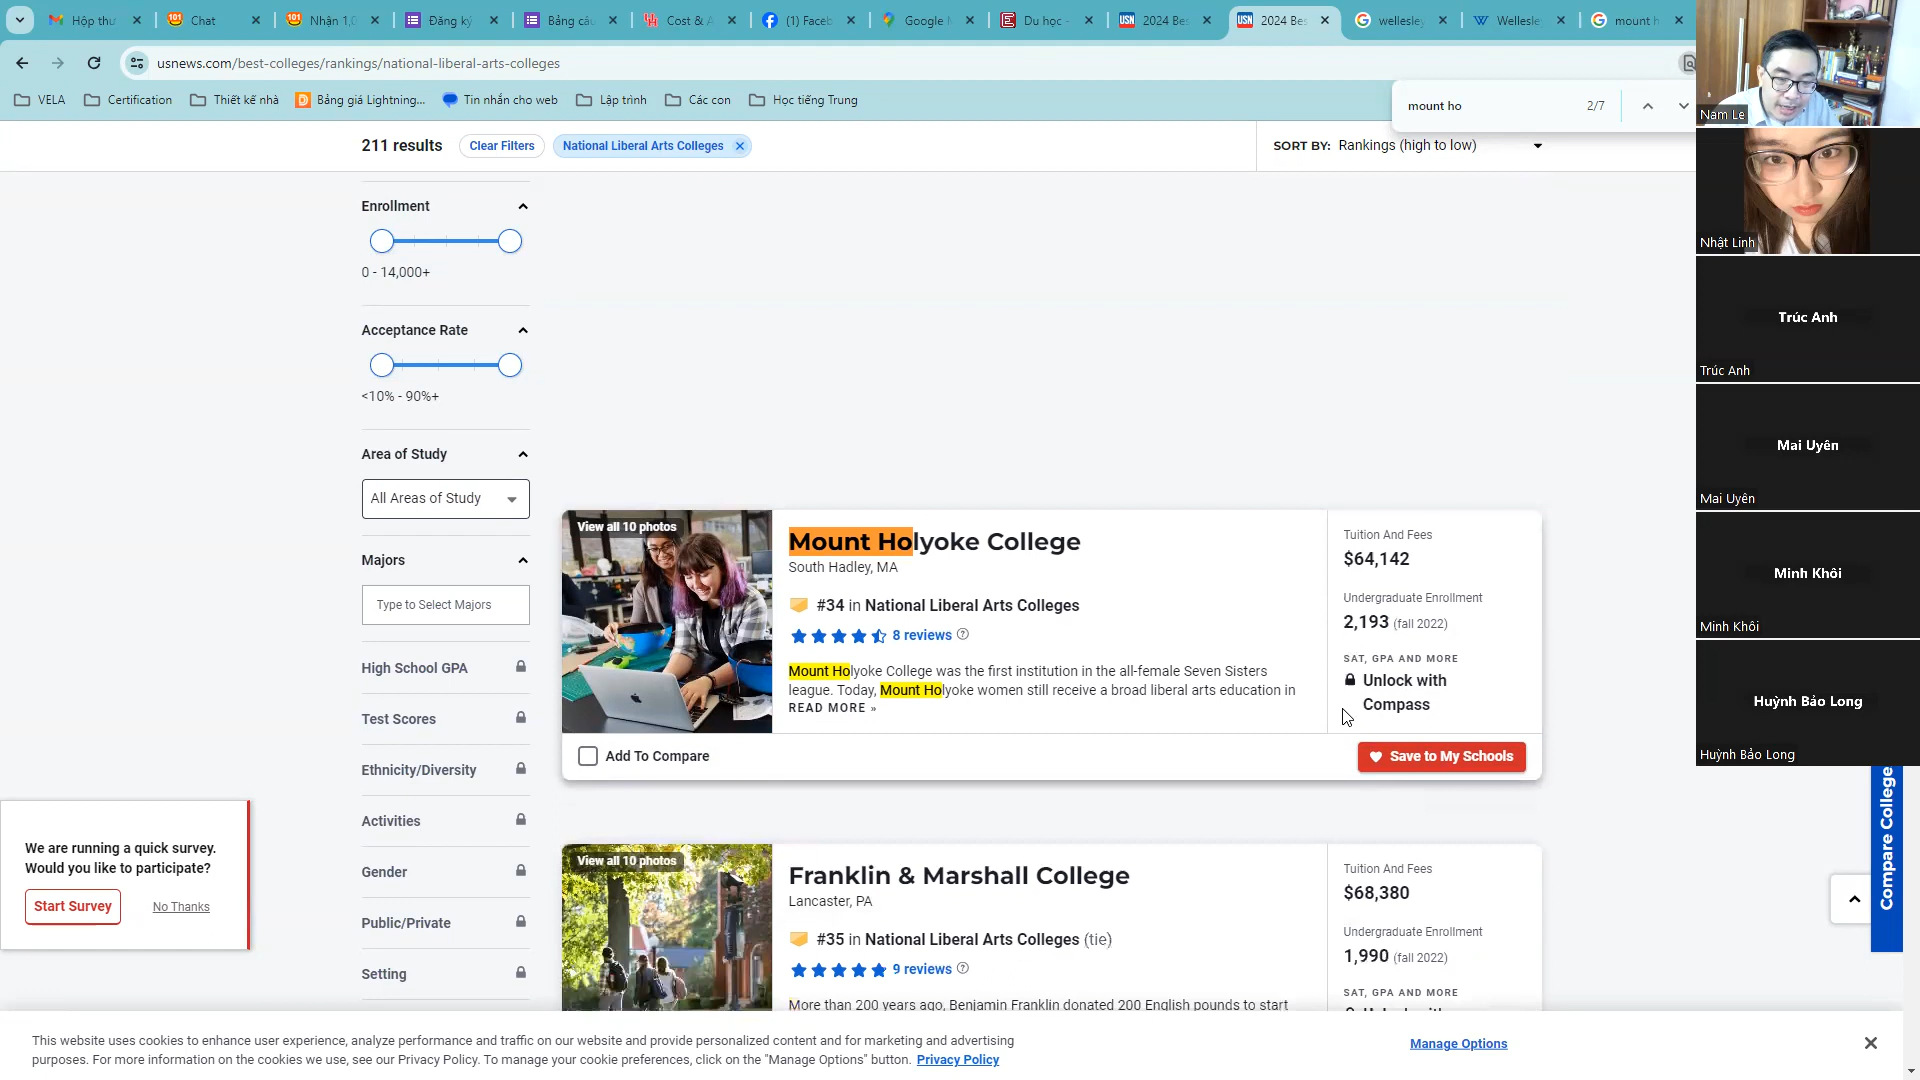 Hộp thư
Chat
Nhận 1,0
Đăng ký
Bảng câu
Cost & A
(1) Faceb
Google M
Du học -
2024 Bes
2024 Bes
wellesley
Wellesle
mount h
usnews.com/best-colleges/rankings/national-liberal-arts-colleges
VELA
Certification
Thiết kế nhà
Bảng giá Lightning...
Tin nhắn cho web
Lập trình
Các con
Học tiếng Trung
mount ho
2/7
211 results
Clear Filters
National Liberal Arts Colleges
SORT BY: Rankings (high to low)
Enrollment
0 - 14,000+
Acceptance Rate
<10% - 90%+
Area of Study
All Areas of Study
Majors
Type to Select Majors
High School GPA
Test Scores
Ethnicity/Diversity
Activities
Gender
Public/Private
Setting
View all 10 photos
Mount Holyoke College
South Hadley, MA
#34 in National Liberal Arts Colleges
8 reviews
Mount Holyoke College was the first institution in the all-female Seven Sisters
league. Today, Mount Holyoke women still receive a broad liberal arts education in
READ MORE »
Tuition And Fees
$64,142
Undergraduate Enrollment
2,193 (fall 2022)
SAT, GPA AND MORE
Unlock with
Compass
Add To Compare
Save to My Schools
View all 10 photos
Franklin & Marshall College
Lancaster, PA
#35 in National Liberal Arts Colleges (tie)
9 reviews
More than 200 years ago, Benjamin Franklin donated 200 English pounds to start
Tuition And Fees
$68,380
Undergraduate Enrollment
1,990 (fall 2022)
SAT, GPA AND MORE
We are running a quick survey.
Would you like to participate?
Start Survey
No Thanks
Compare College
This website uses cookies to enhance user experience, analyze performance and traffic on our website and provide personalized content and for marketing and advertising
purposes. For more information on the cookies we use, see our Privacy Policy. To manage your cookie preferences, click on the "Manage Options" button. Privacy Policy
Manage Options
Nam Le
Nhật Linh
Trúc Anh
Trúc Anh
Mai Uyên
Mai Uyên
Minh Khôi
Minh Khôi
Huỳnh Bảo Long
Huỳnh Bảo Long